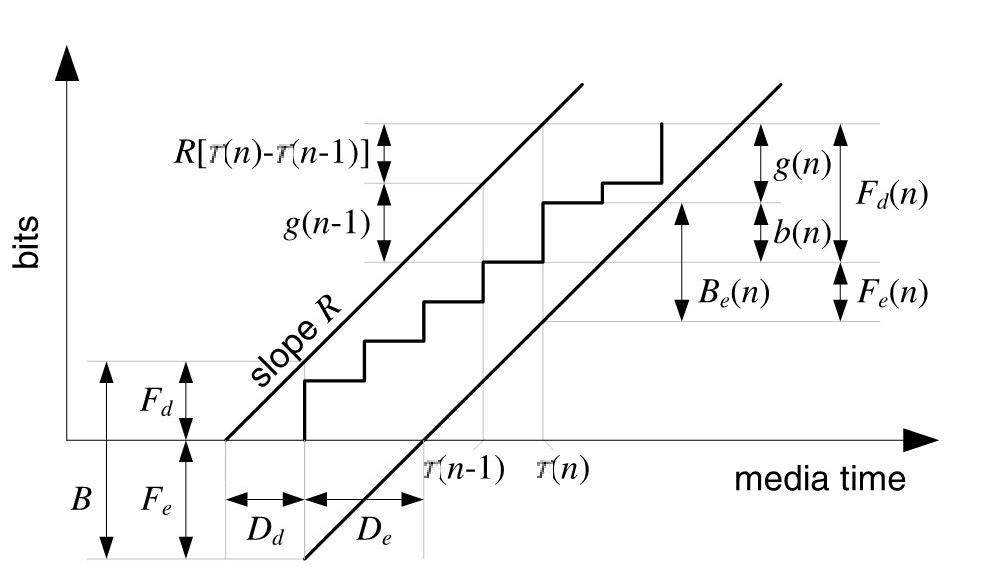 R[τ(n)-τ(n-1)]
g(n)
F_d(n)
g(n-1)
b(n)
bits
B_e(n)
F_e(n)
slope R
F_d
τ(n-1)
τ(n)
media time
B
F_e
D_d
D_e